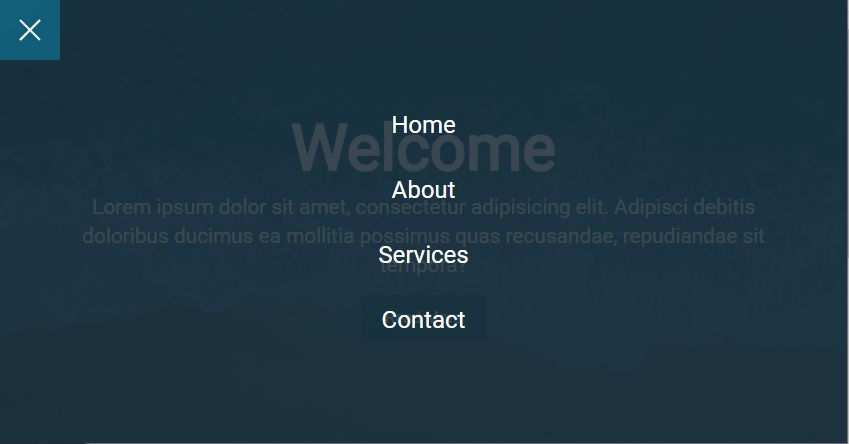 Home
Welcome
About
Lorem ipsum dolor sit amet, consectetur adipisicing elit. Adipisci debitis
doloribus ducimus ea mollitia possimus quas recusandae, repudiandae sit
Services
tempora?
Contact